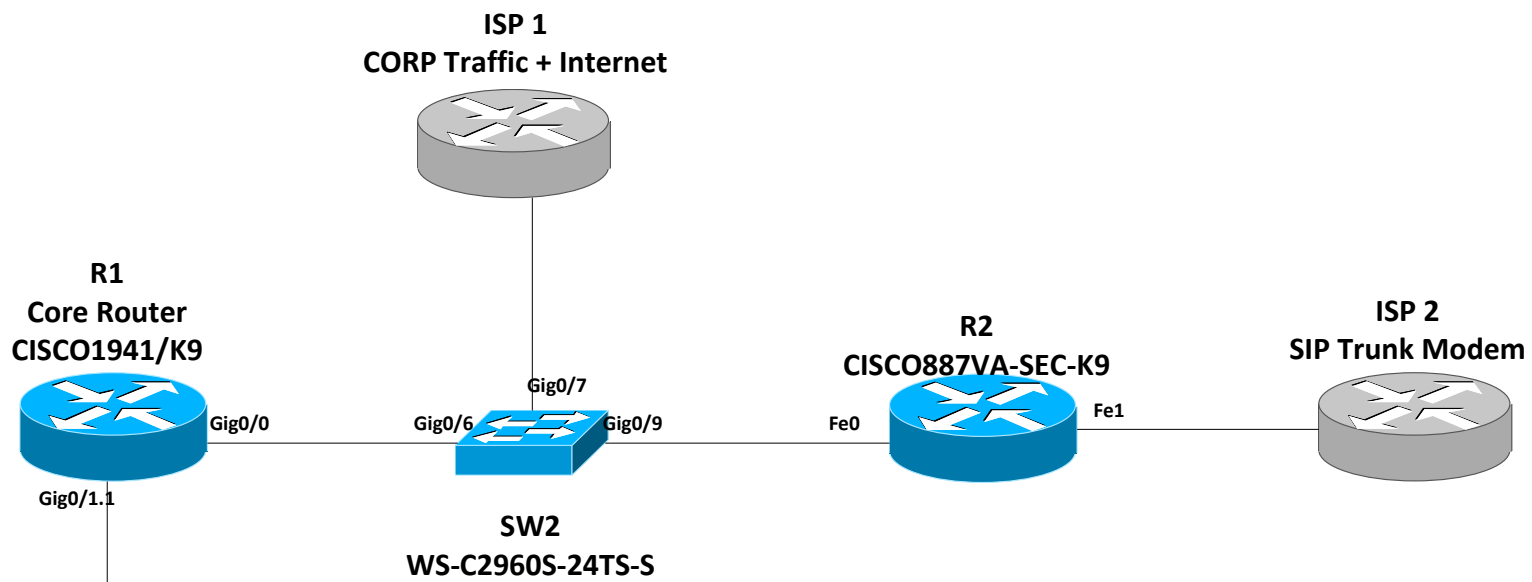 ISP 1
CORP Traffic + Internet
R1
Core Router
CISCO1941/K9
Gig0/0
Gig0/1.1
Gig0/6
Gig0/7
Gig0/9
SW2
WS-C2960S-24TS-S
R2
CISCO887VA-SEC-K9
Fe0
Fe1
ISP 2
SIP Trunk Modem